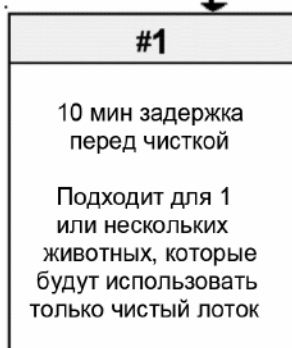 #1
10 мин задержка
перед чисткой
Подходит для 1
или нескольких
животных, которые
будут использовать
только чистый лоток